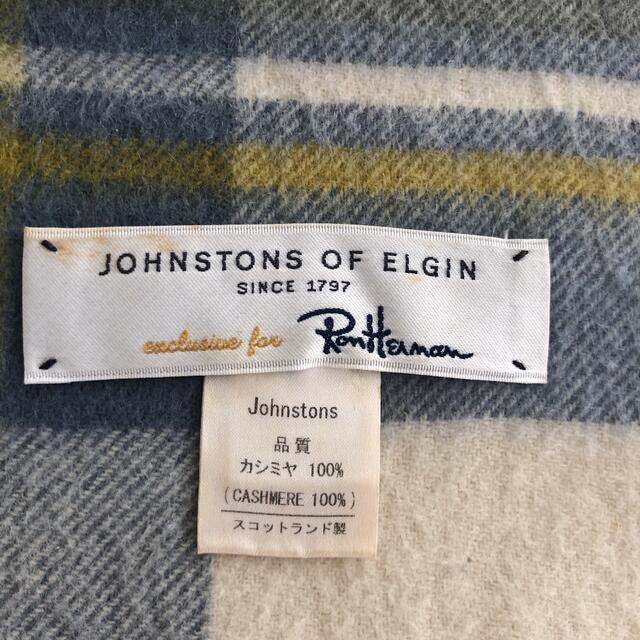 JOHNSTONS OF ELGIN
SINCE 1797
exclusive for RonHerman
Johnstons
品質
カシミヤ 100%
(CASHMERE 100%)
スコットランド製